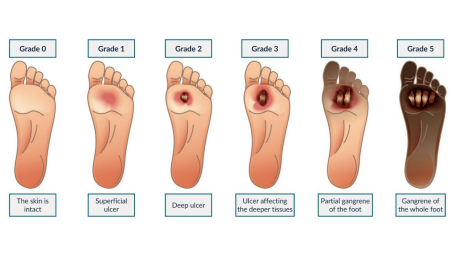 Grade 0
Grade 1
Grade 2
Grade 3
Grade 4
Grade 5
The skin is
intact
Superficial
ulcer
Deep ulcer
Ulcer affecting
the deeper tissues
Partial gangrene
of the foot
Gangrene of
the whole foot